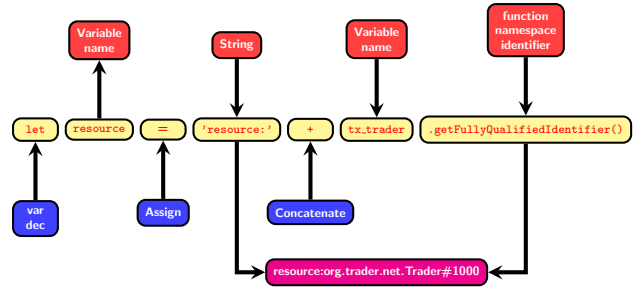 Variable
name
String
Variable
name
function
namespace
identifier
let
resource
=
'resource:'
+
tx_trader
.getFullyQualifiedIdentifier()
var
dec
Assign
Concatenate
resource:org.trader.net.Trader#1000